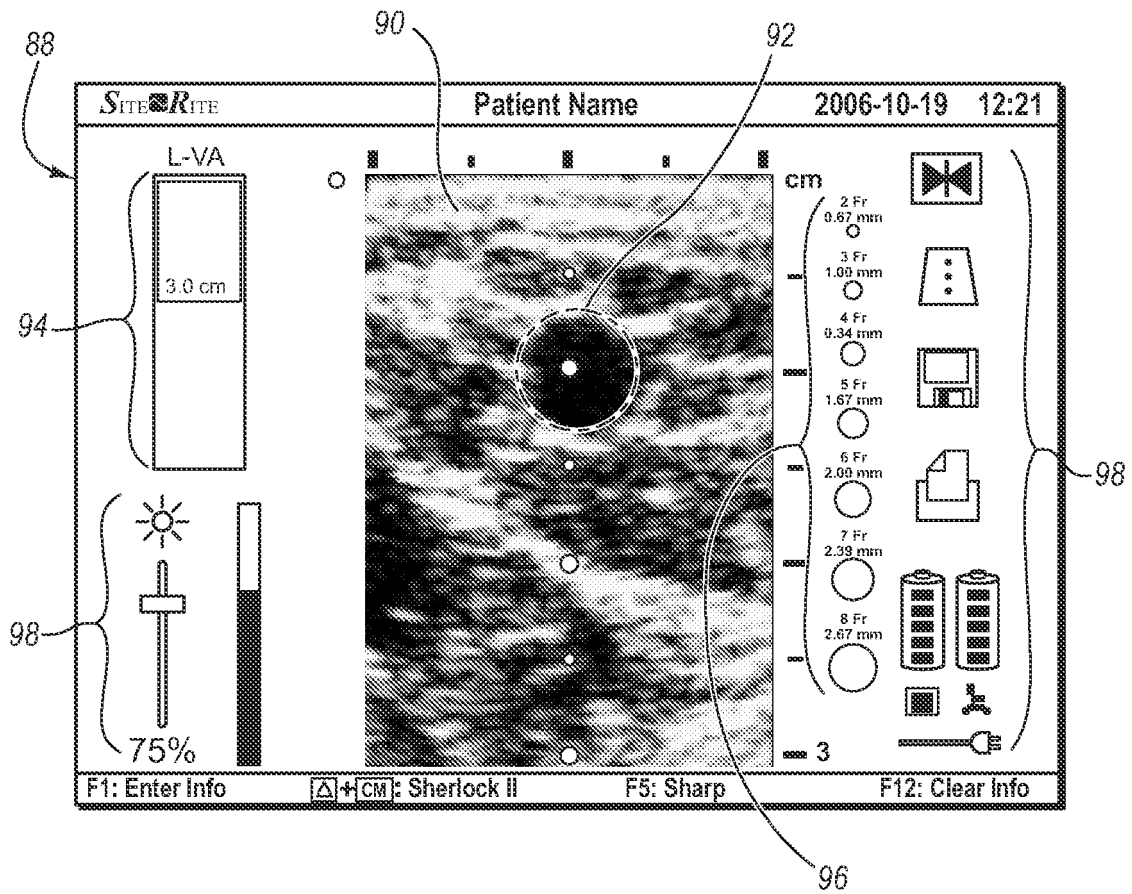 88
90
92
SITE RITE Patient Name 2006-10-19 12:21
L-VA
cm
2 Fr
0.67 mm
3 Fr
1.00 mm
3.0 cm
94
4 Fr
0.34 mm
5 Fr
1.67 mm
6 Fr
2.00 mm
98
7 Fr
2.39 mm
8 Fr
2.67 mm
98
75%
3
F1: Enter Info △+CM: Sherlock II F5: Sharp F12: Clear Info
96